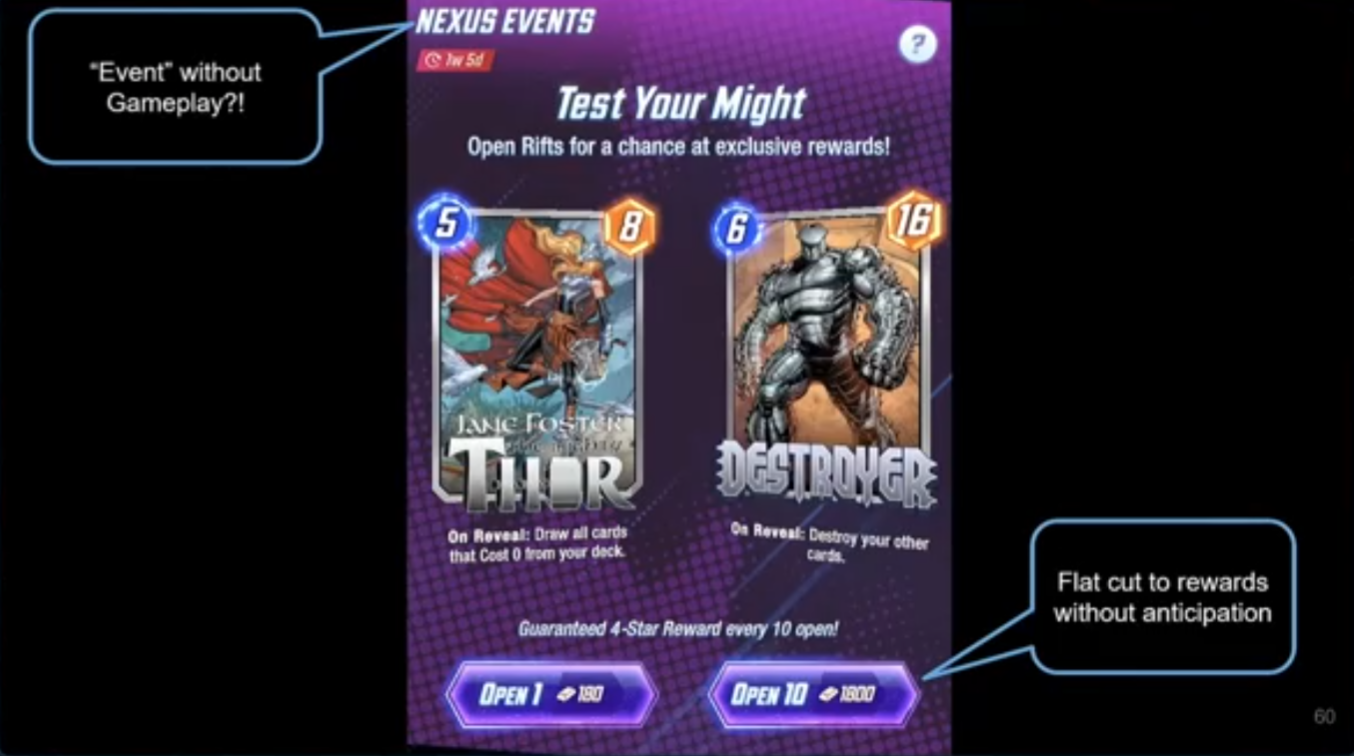 NEXUS EVENTS
1w 5d
?
"Event" without
Gameplay?!
Test Your Might
Open Rifts for a chance at exclusive rewards!
5
8
6
16
JANE FOSTER
THOR
DESTROYER
On Reveal: Draw all cards
that Cost 0 from your deck.
On Reveal: Destroy your other
cards.
Flat cut to rewards
without anticipation
Guaranteed 4-Star Reward every 10 open!
OPEN 1 180
OPEN 10 1800
60